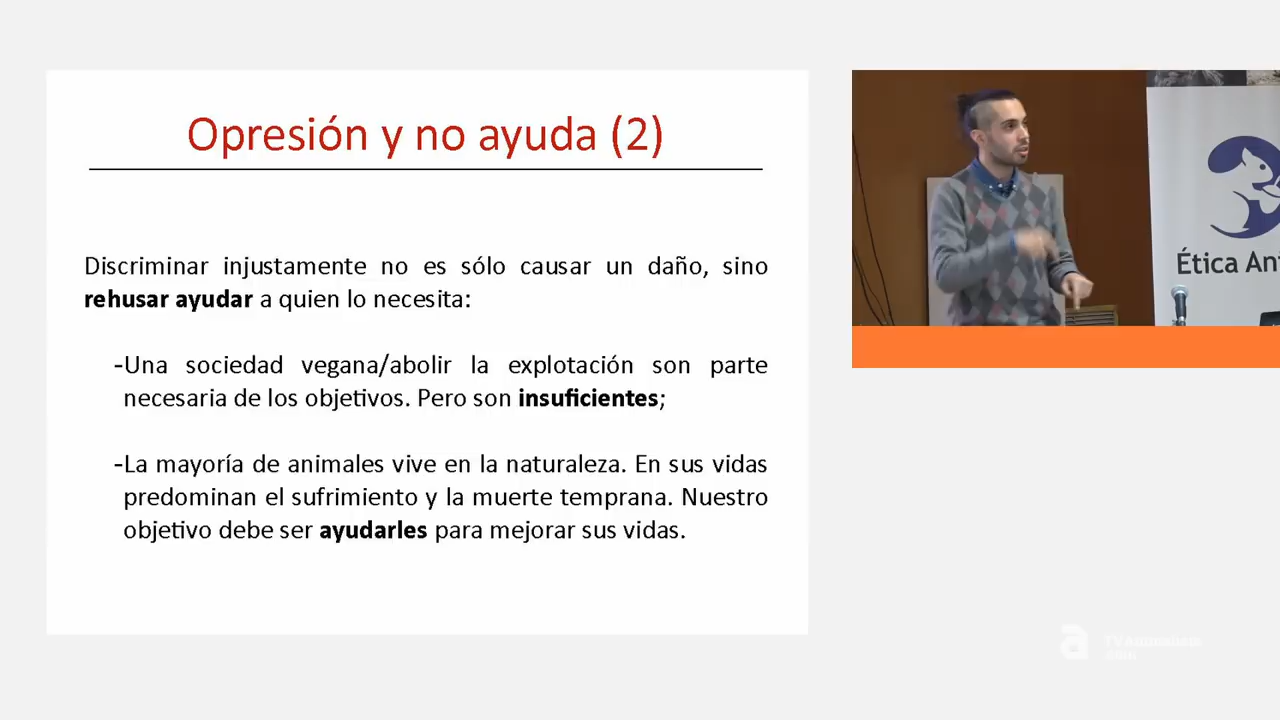 Opresión y no ayuda (2)
Discriminar injustamente no es sólo causar un daño, sino
rehusar ayudar a quien lo necesita:
-Una sociedad vegana/abolir la explotación son parte
necesaria de los objetivos. Pero son insuficientes;
-La mayoría de animales vive en la naturaleza. En sus vidas
predominan el sufrimiento y la muerte temprana. Nuestro
objetivo debe ser ayudarles para mejorar sus vidas.
Ética An